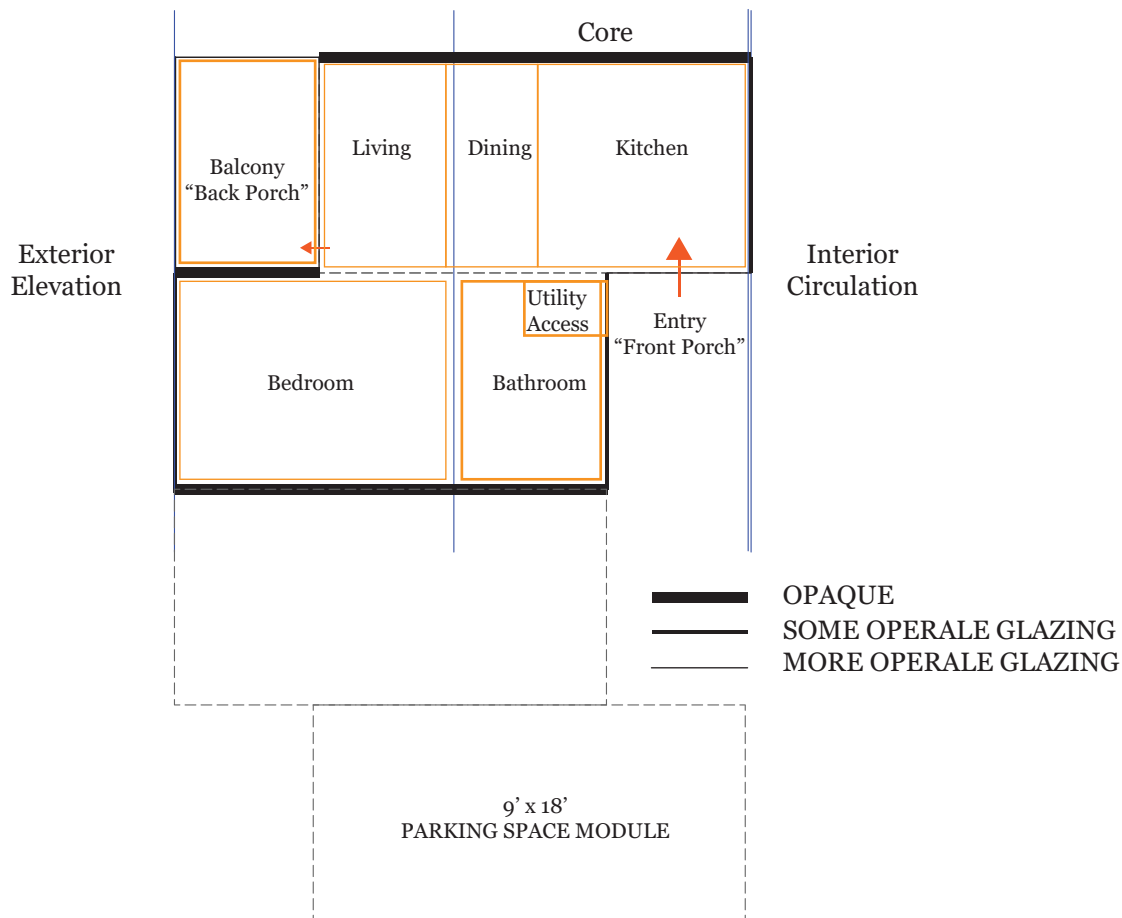 Core
Living
Dining
Kitchen
Balcony
“Back Porch”
Exterior
Elevation
Interior
Circulation
Utility
Access
Entry
“Front Porch”
Bedroom
Bathroom
OPAQUE
SOME OPERALE GLAZING
MORE OPERALE GLAZING
9’ x 18’
PARKING SPACE MODULE